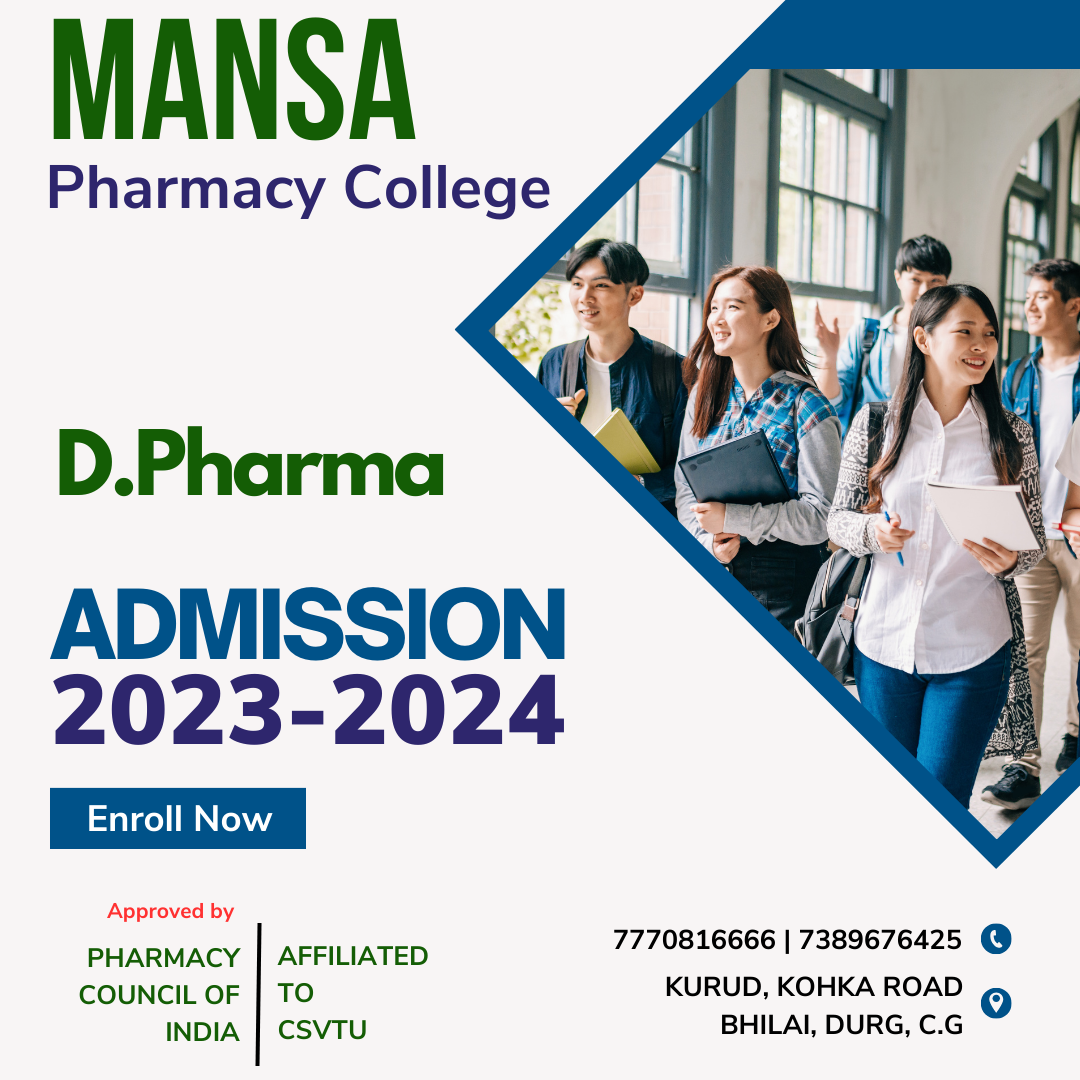 MANSA
Pharmacy College
D.Pharma
ADMISSION
2023-2024
Enroll Now
Approved by
PHARMACY
COUNCIL OF
INDIA
AFFILIATED
TO
CSVTU
7770816666 | 7389676425
KURUD, KOHKA ROAD
BHILAI, DURG, C.G